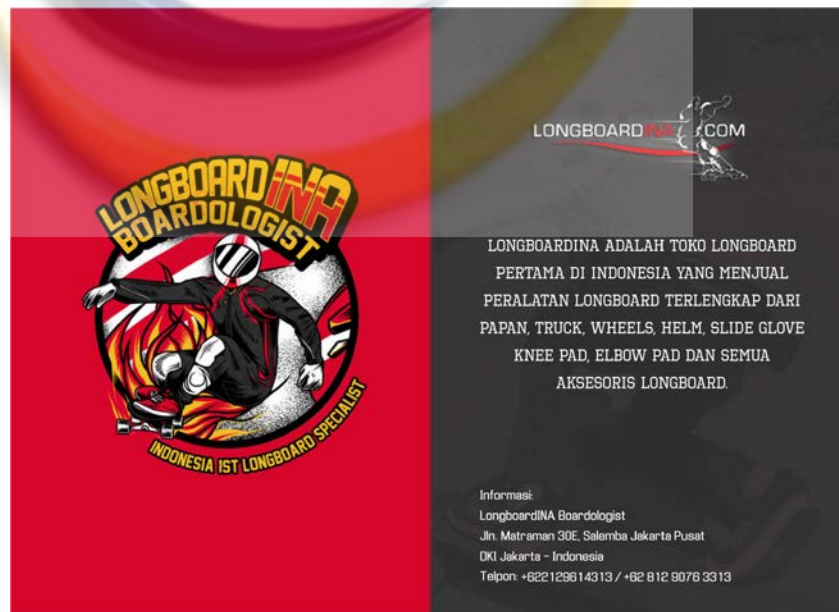 LONGBOARDINA
BOARDOLOGIST
INDONESIA 1ST LONGBOARD SPECIALIST
LONGBOARDINA.COM
LONGBOARDINA ADALAH TOKO LONGBOARD
PERTAMA DI INDONESIA YANG MENJUAL
PERALATAN LONGBOARD TERLENGKAP DARI
PAPAN, TRUCK, WHEELS, HELM, SLIDE GLOVE
KNEE PAD, ELBOW PAD DAN SEMUA
AKSESORIS LONGBOARD.
Informasi:
LongboardINA Boardologist
Jln. Matraman 30E, Salemba Jakarta Pusat
DKI Jakarta - Indonesia
Telpon: +622129614313 / +62 812 9076 3313